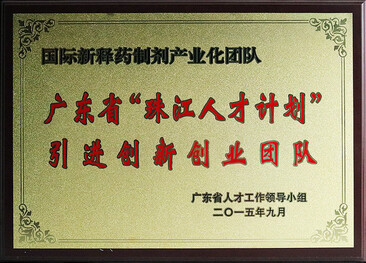 国际新释药制剂产业化团队
广东省“珠江人才计划”
引进创新创业团队
广东省人才工作领导小组
二〇一五年九月